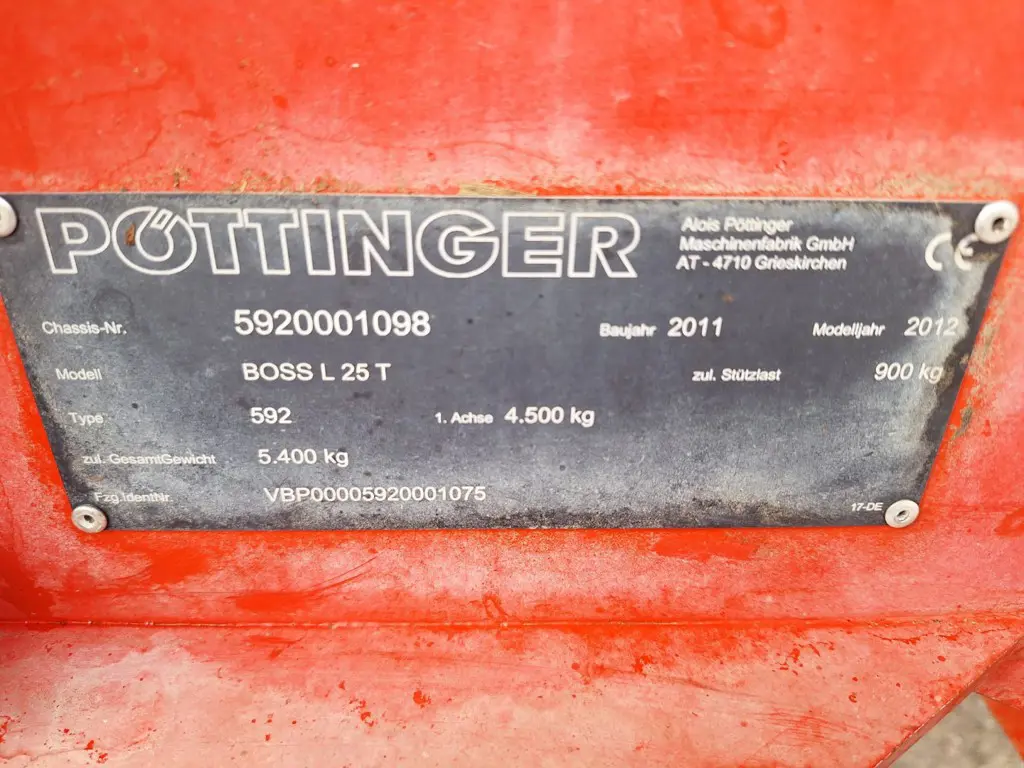 PÖTTINGER
Alois Pöttinger
Maschinenfabrik GmbH
AT - 4710 Grieskirchen
CE
Chassis-Nr. 5920001098 Baujahr 2011 Modelljahr 2012
Modell BOSS L 25 T zul. Stützlast 900 kg
Type 592 1. Achse 4.500 kg
zul. GesamtGewicht 5.400 kg
Fzg.IdentNr. VBP00005920001075
17-DE